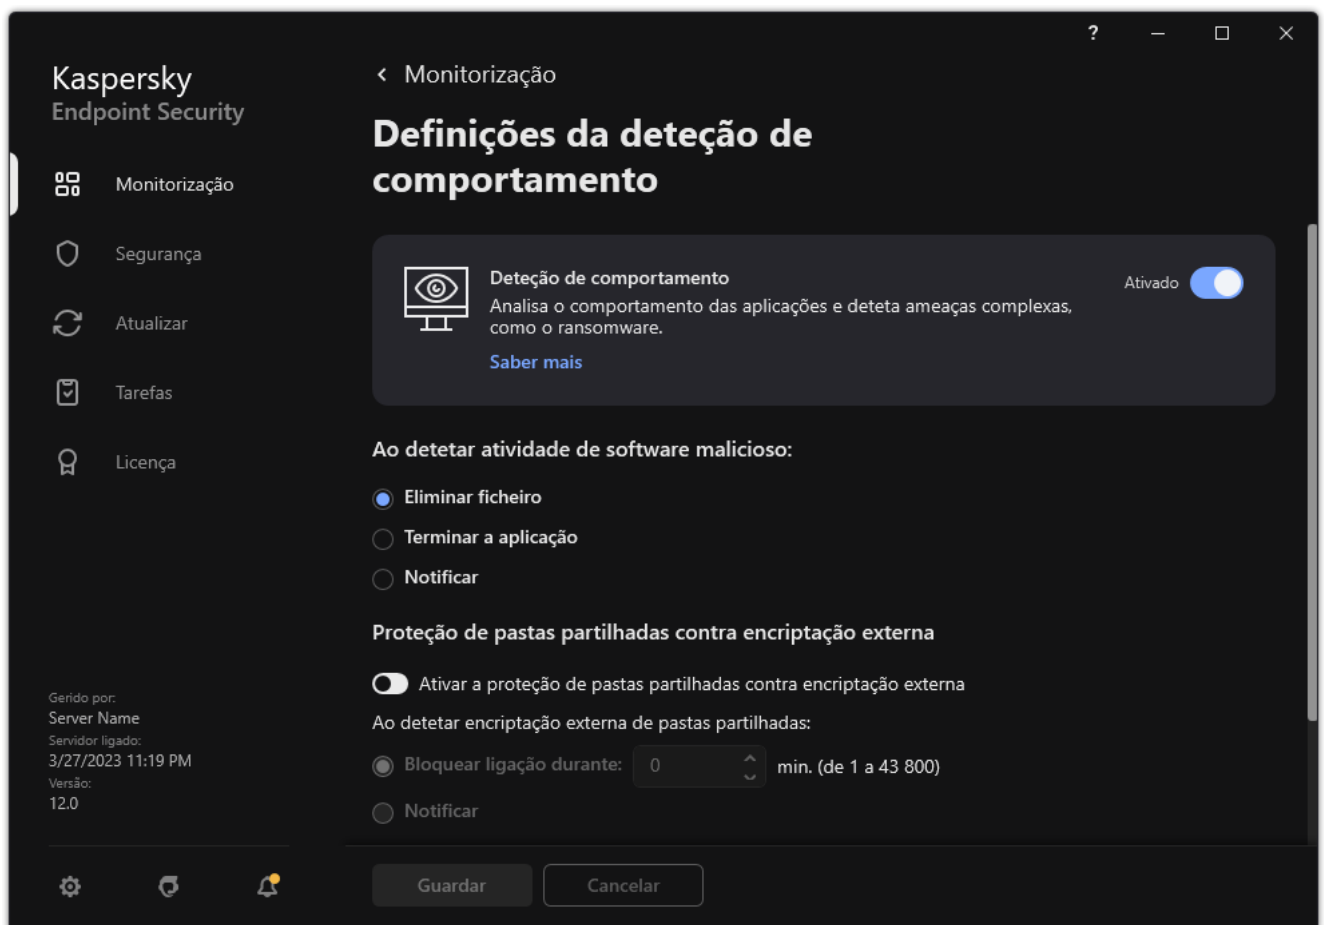 ?
Kaspersky
Endpoint Security
Monitorização
Segurança
Atualizar
Tarefas
Licença
Gerido por:
Server Name
Servidor ligado:
3/27/2023 11:19 PM
Versão:
12.0
Monitorização
Definições da deteção de
comportamento
Deteção de comportamento
Analisa o comportamento das aplicações e deteta ameaças complexas,
como o ransomware.
Saber mais
Ativado
Ao detetar atividade de software malicioso:
Eliminar ficheiro
Terminar a aplicação
Notificar
Proteção de pastas partilhadas contra encriptação externa
Ativar a proteção de pastas partilhadas contra encriptação externa
Ao detetar encriptação externa de pastas partilhadas:
Bloquear ligação durante: 0 min. (de 1 a 43 800)
Notificar
Guardar Cancelar